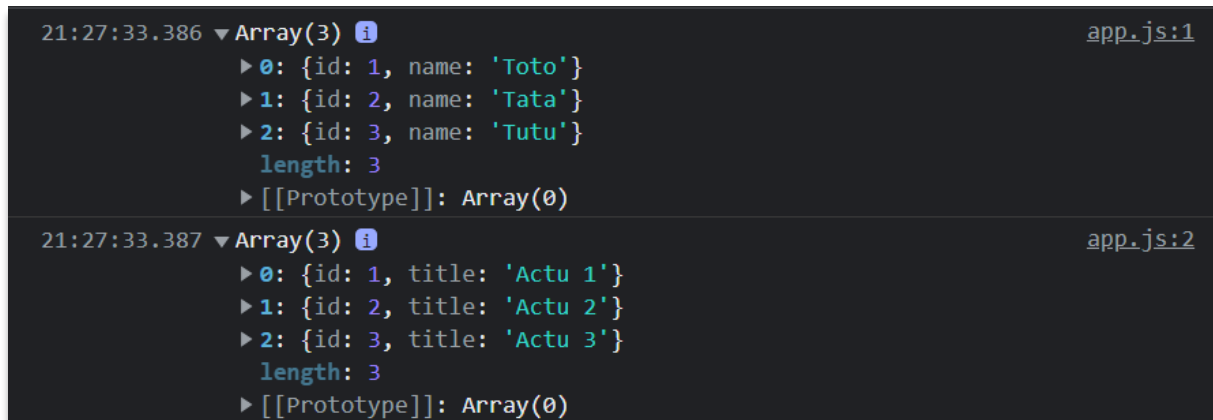 21:27:33.386 ▼Array(3) i app.js:1
▶0: {id: 1, name: 'Toto'}
▶1: {id: 2, name: 'Tata'}
▶2: {id: 3, name: 'Tutu'}
length: 3
▶[[Prototype]]: Array(0)
21:27:33.387 ▼Array(3) i app.js:2
▶0: {id: 1, title: 'Actu 1'}
▶1: {id: 2, title: 'Actu 2'}
▶2: {id: 3, title: 'Actu 3'}
length: 3
▶[[Prototype]]: Array(0)